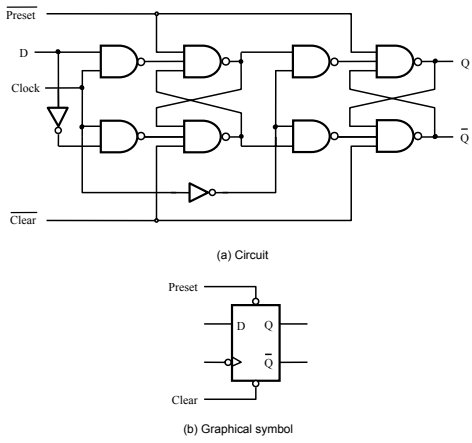 Preset
D
Q
Clock
Q
Clear
(a) Circuit
Preset
D Q
Q
Clear
(b) Graphical symbol